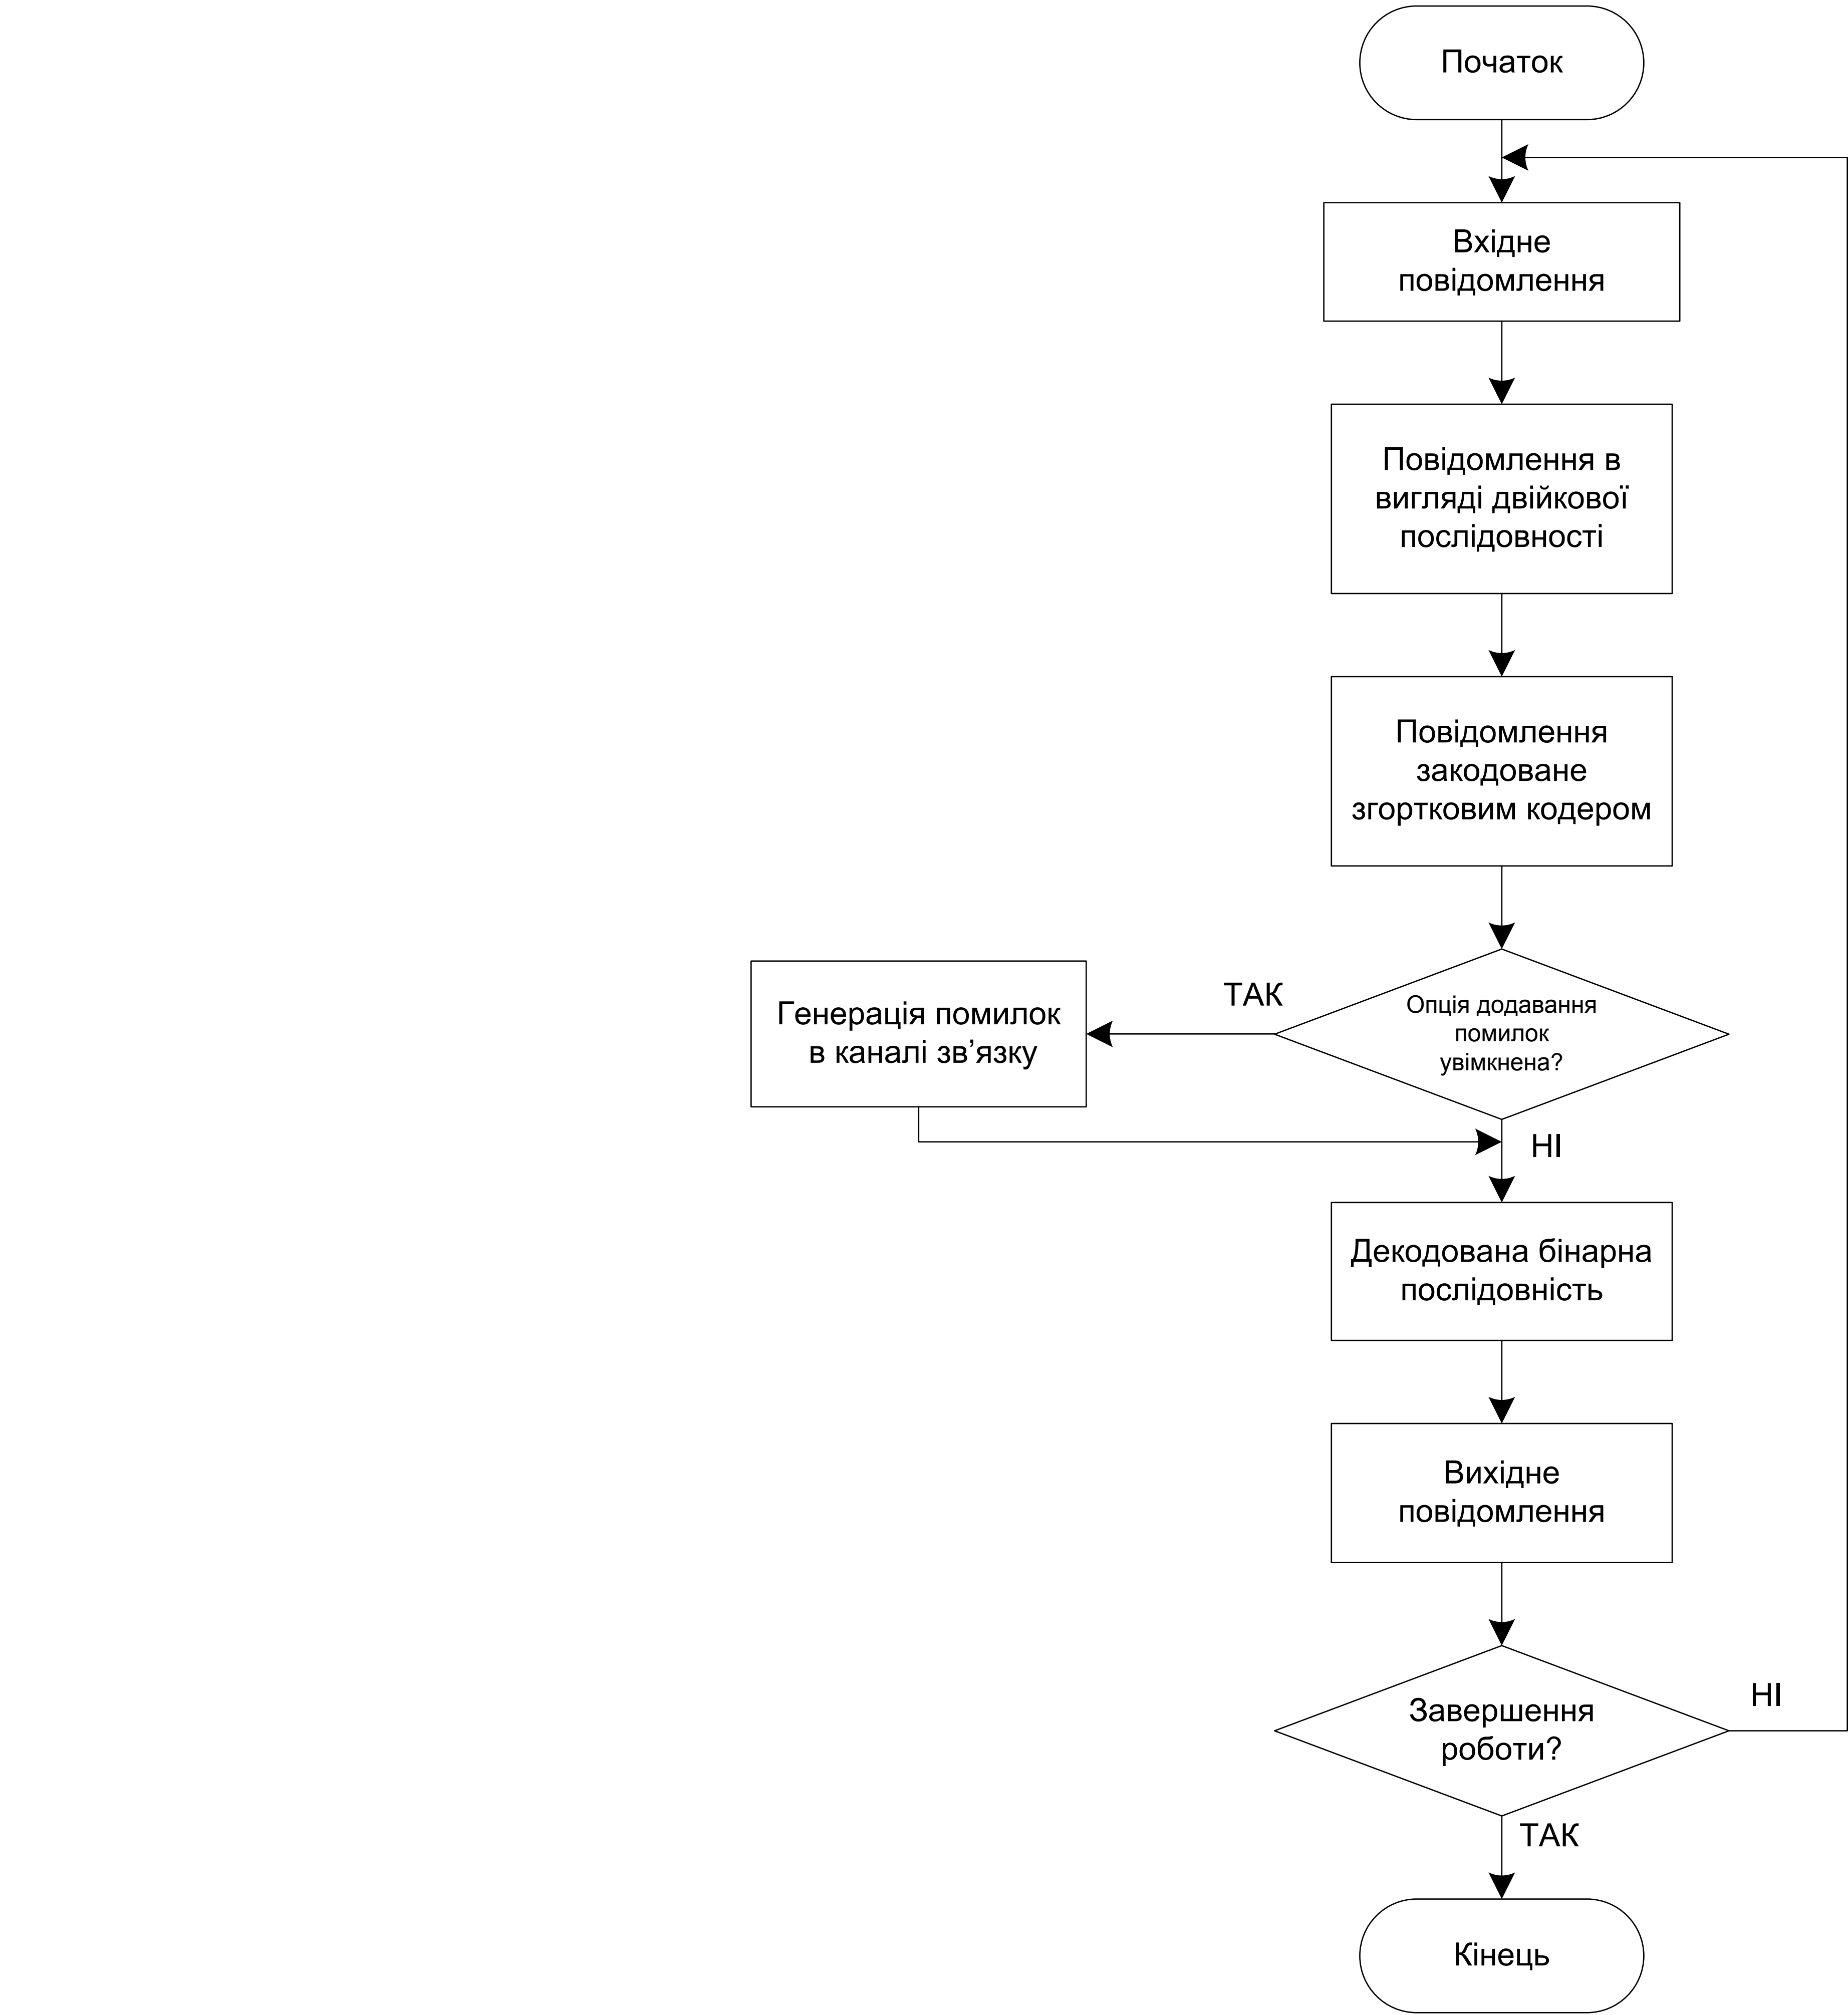 Початок
Вхідне
повідомлення
Повідомлення в
вигляді двійкової
послідовності
Повідомлення
закодоване
згортковим кодером
ТАК
Опція додавання
помилок
увімкнена?
Генерація помилок
в каналі зв’язку
НІ
Декодована бінарна
послідовність
Вихідне
повідомлення
Завершення
роботи?
НІ
ТАК
Кінець